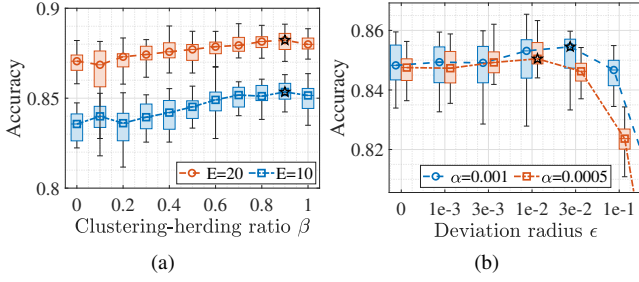 (a)
Accuracy
0.9
0.85
0.8
E=20 E=10
0 0.2 0.4 0.6 0.8 1
Clustering-herding ratio β
(a)
(b)
Accuracy
0.86
0.84
0.82
α=0.001 α=0.0005
0 1e-3 3e-3 1e-2 3e-2 1e-1
Deviation radius ϵ
(b)